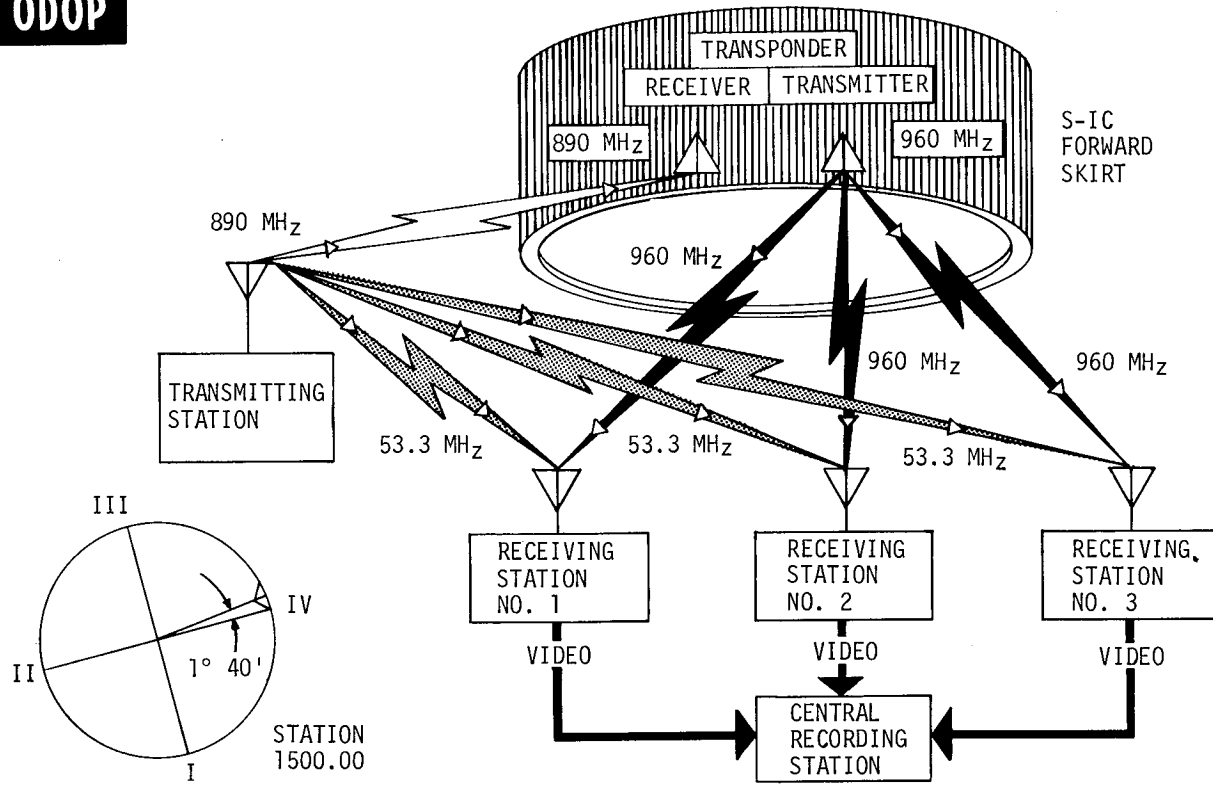 ODOP
TRANSPONDER
RECEIVER
TRANSMITTER
890 MHz
960 MHz
S-IC
FORWARD
SKIRT
890 MHz
960 MHz
960 MHz
960 MHz
TRANSMITTING
STATION
53.3 MHz
53.3 MHz
53.3 MHz
RECEIVING
STATION
NO. 1
RECEIVING
STATION
NO. 2
RECEIVING
STATION
NO. 3
VIDEO
VIDEO
VIDEO
CENTRAL
RECORDING
STATION
III
IV
II
1° 40'
I
STATION
1500.00